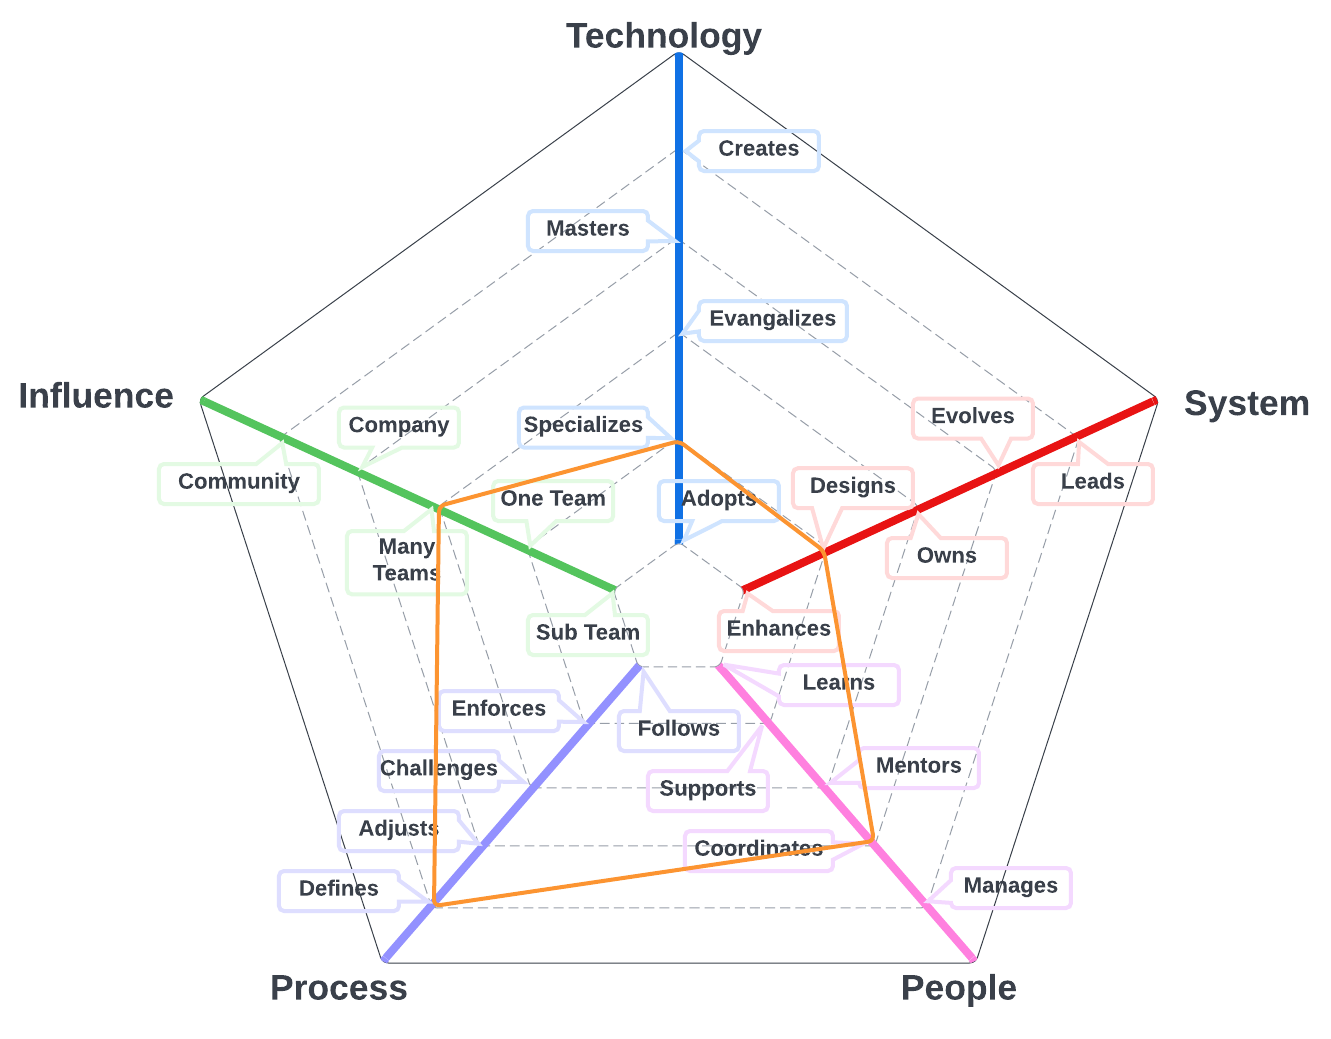 Technology
Creates
Masters
Evangalizes
Influence
System
Company
Specializes
Evolves
Community
One Team
Adopts
Designs
Leads
Many
Teams
Owns
Sub Team
Enhances
Learns
Enforces
Follows
Challenges
Supports
Mentors
Adjusts
Coordinates
Defines
Manages
Process
People